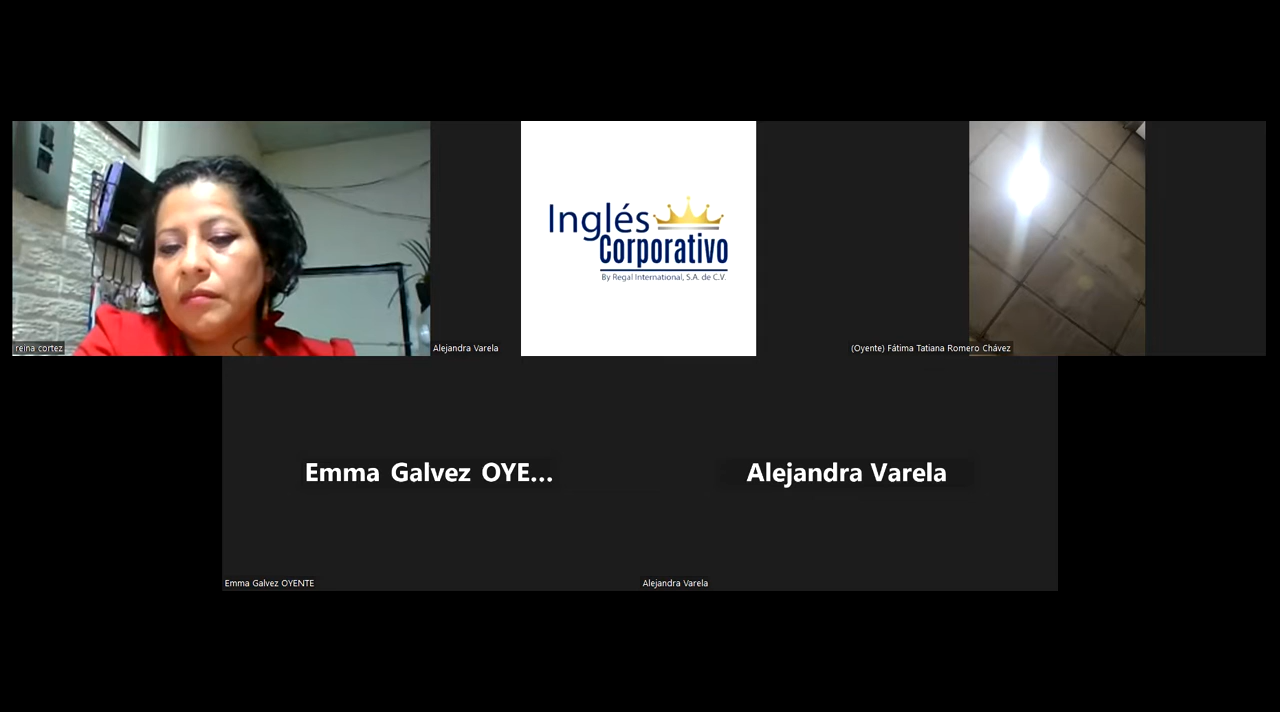 Inglés
Corporativo
By Regal International, S.A. de C.V.
reina cortez
Alejandra Varela
(Oyente) Fátima Tatiana Romero Chávez
Emma Galvez OYE...
Alejandra Varela
Emma Galvez OYENTE
Alejandra Varela